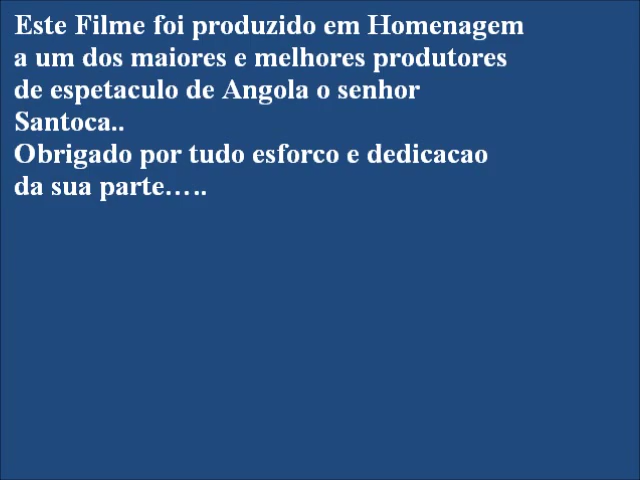 Este Filme foi produzido em Homenagem
a um dos maiores e melhores produtores
de espetaculo de Angola o senhor
Santoca..
Obrigado por tudo esforco e dedicacao
da sua parte…..